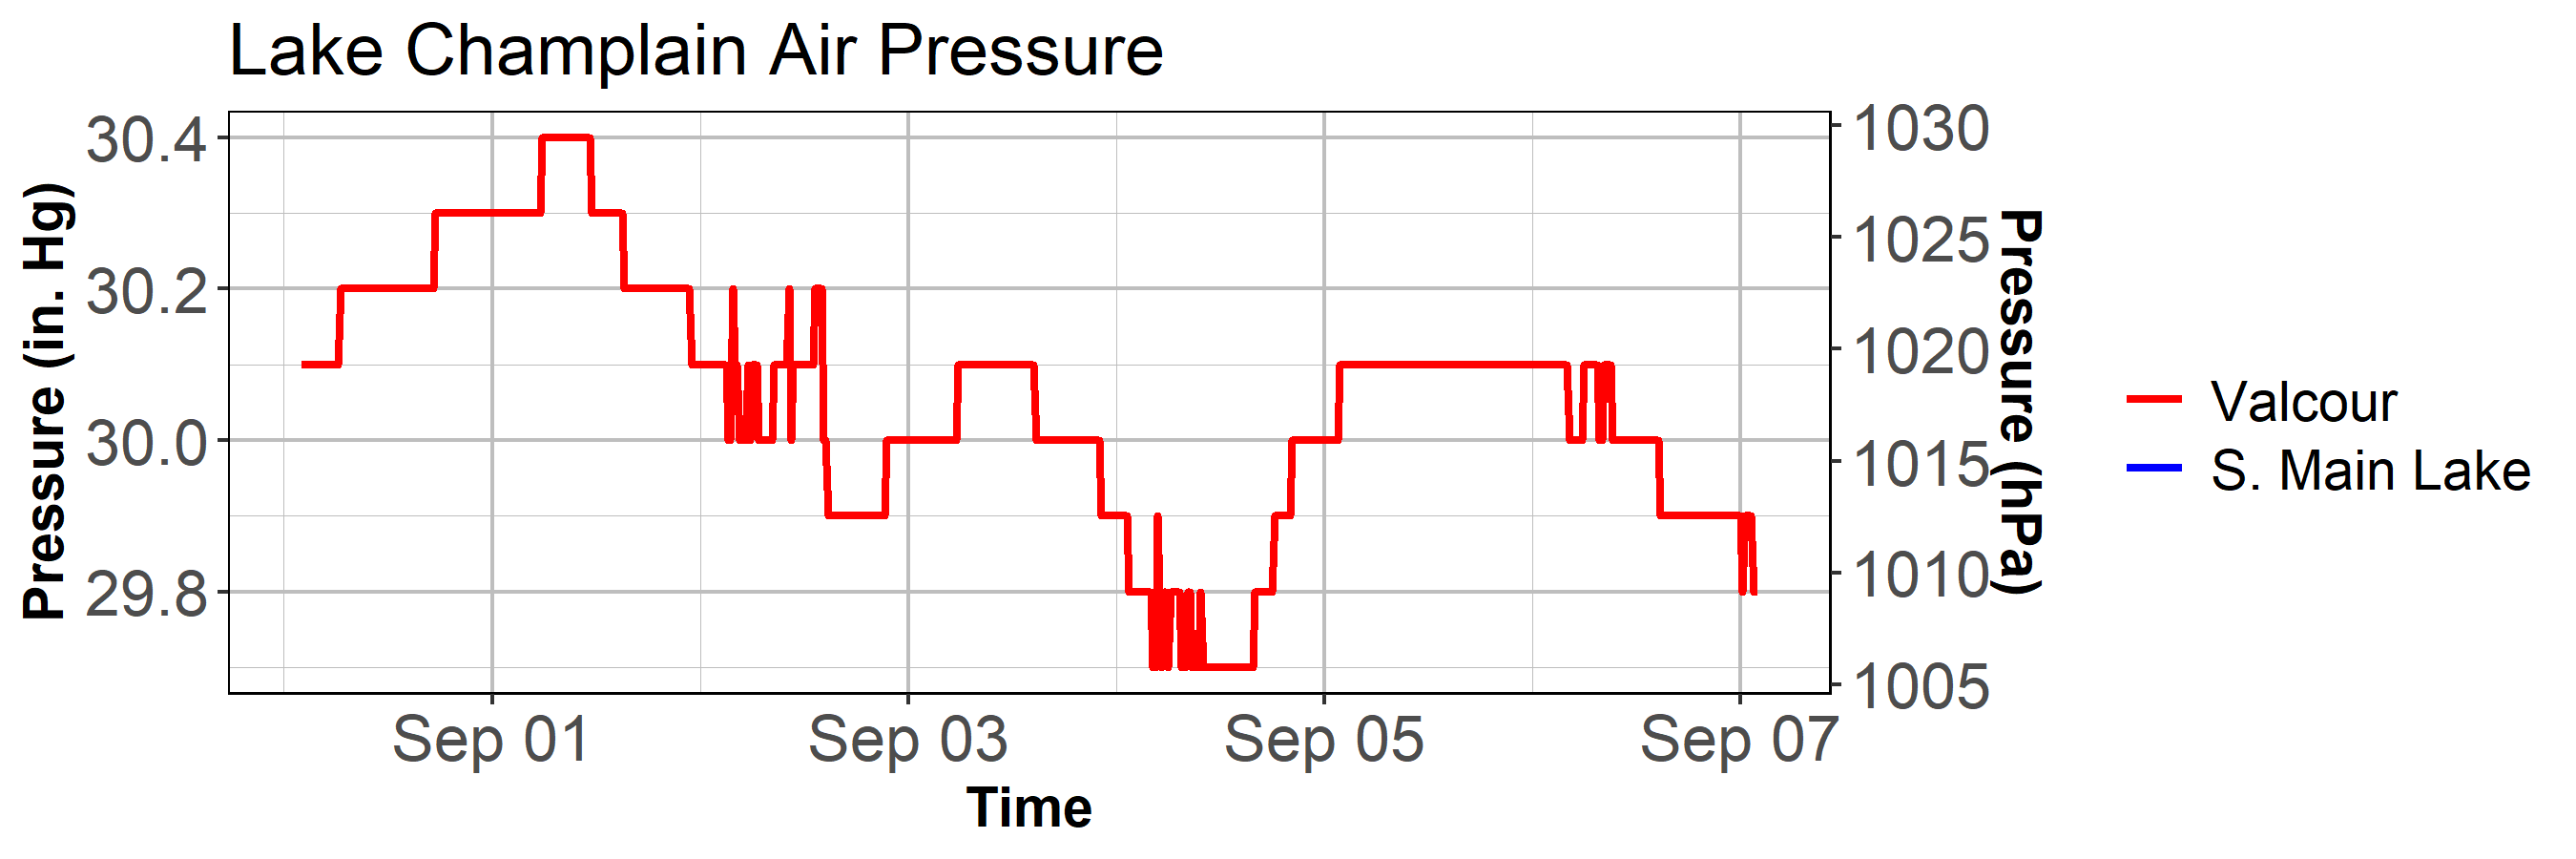 Lake Champlain Air Pressure
Pressure (in. Hg)
30.4
30.2
30.0
29.8
1030
1025
1020
1015
1010
1005
Pressure (hPa)
Sep 01
Sep 03
Sep 05
Sep 07
Time
Valcour
S. Main Lake